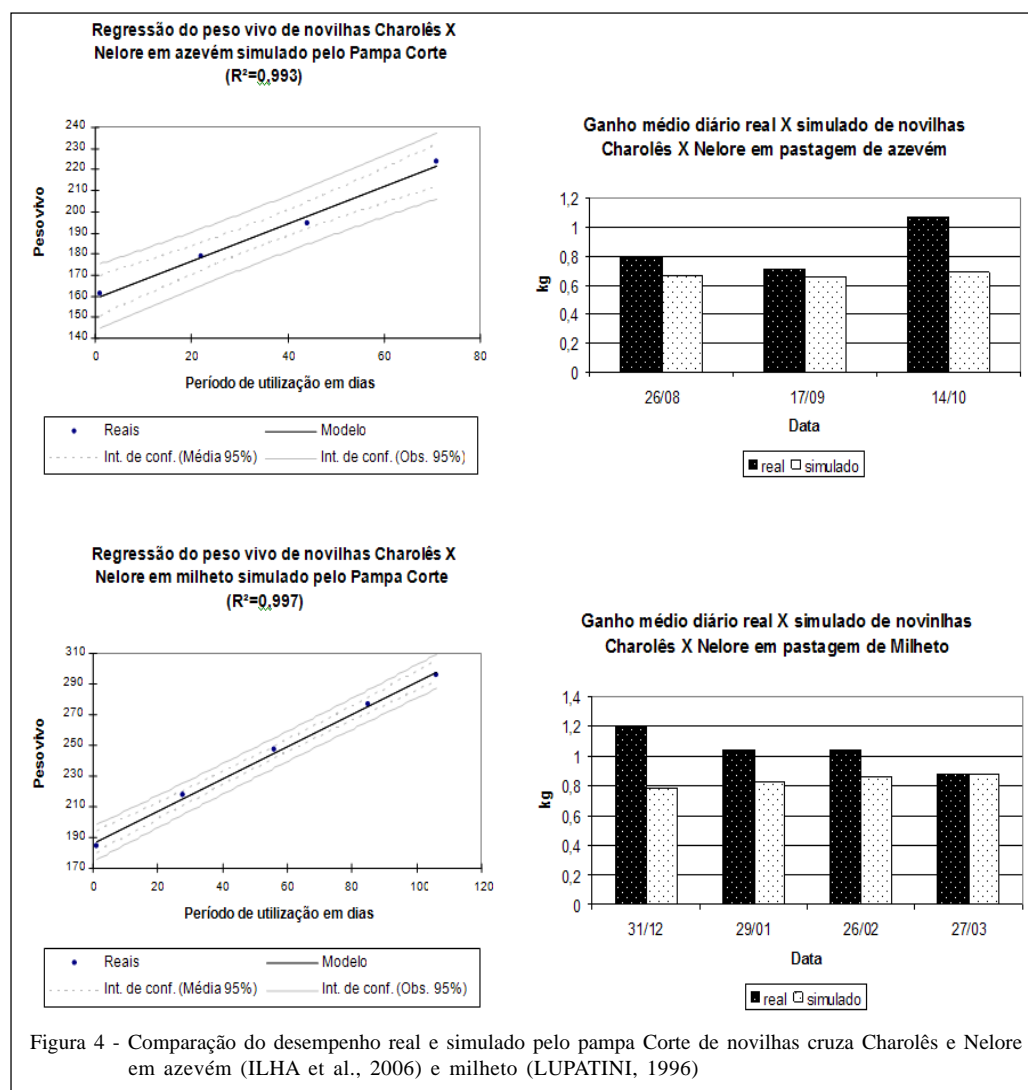 Regressão do peso vivo de novilhas Charolês X
Nelore em azevém simulado pelo Pampa Corte
(R²=0,993)
240
230
220
210
200
190
180
170
160
150
140
Peso vivo
0
20
40
60
80
Período de utilização em dias
Reais
Modelo
Int. de conf. (Média 95%)
Int. de conf. (Obs. 95%)
Ganho médio diário real X simulado de novilhas
Charolês X Nelore em pastagem de azevém
1,2
1
0,8
0,6
0,4
0,2
0
kg
26/08
17/09
14/10
Data
real
simulado
Regressão do peso vivo de novilhas Charolês X
Nelore em milheto simulado pelo Pampa Corte
(R²=0,997)
310
290
270
250
230
210
190
170
Peso vivo
0
20
40
60
80
100
120
Período de utilização em dias
Reais
Modelo
Int. de conf. (Média 95%)
Int. de conf. (Obs. 95%)
Ganho médio diário real X simulado de novinlhas
Charolês X Nelore em pastagem de Milheto
1,4
1,2
1
0,8
0,6
0,4
0,2
0
kg
31/12
29/01
26/02
27/03
Data
real
simulado
Figura 4 - Comparação do desempenho real e simulado pelo pampa Corte de novilhas cruza Charolês e Nelore
em azevém (ILHA et al., 2006) e milheto (LUPATINI, 1996)